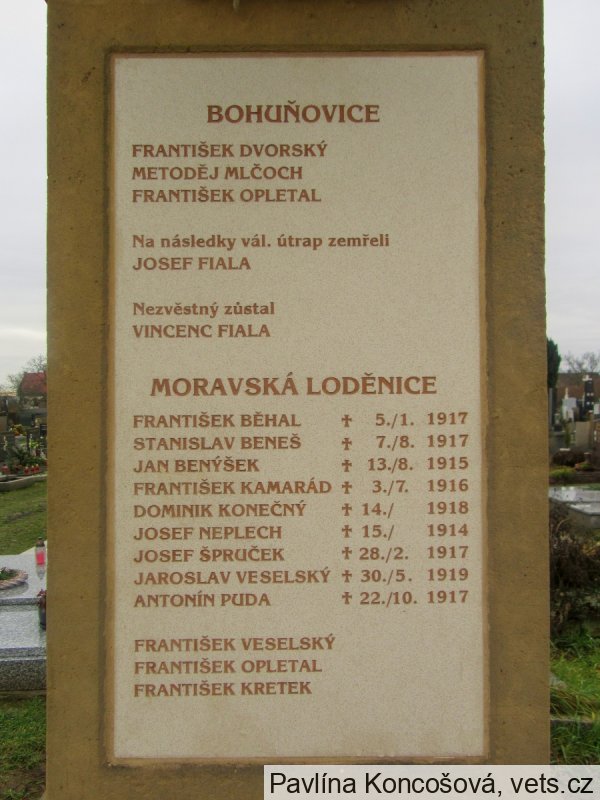 BOHUŇOVICE
FRANTIŠEK DVORSKÝ
METODĚJ MLČOCH
FRANTIŠEK OPLETAL
Na následky vál. útrap zemřeli
JOSEF FIALA
Nezvěstný zůstal
VINCENC FIALA
MORAVSKÁ LODĚNICE
FRANTIŠEK BĚHAL ✝ 5./1. 1917
STANISLAV BENEŠ ✝ 7./8. 1917
JAN BENÝŠEK ✝ 13./8. 1915
FRANTIŠEK KAMARÁD ✝ 3./7. 1916
DOMINIK KONEČNÝ ✝ 14./ 1918
JOSEF NEPLECH ✝ 15./ 1914
JOSEF ŠPRUČEK ✝ 28./2. 1917
JAROSLAV VESELSKÝ ✝ 30./5. 1919
ANTONÍN PUDA ✝ 22./10. 1917
FRANTIŠEK VESELSKÝ
FRANTIŠEK OPLETAL
FRANTIŠEK KRETEK
Pavlína Koncošová, vets.cz